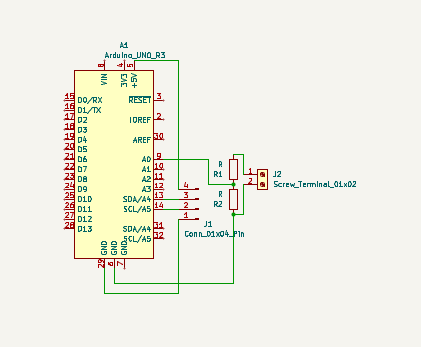 A1
Arduino_UNO_R3
8
4
5
VIN
3V3
+5V
15 D0/RX
16 D1/TX
17 D2
18 D3
19 D4
20 D5
21 D6
22 D7
23 D8
24 D9
25 D10
26 D11
27 D12
28 D13
RESET 3
IOREF 2
AREF 30
A0 9
A1 10
A2 11
A3 12
SDA/A4 13
SCL/A5 14
SDA/A4 31
SCL/A5 32
GND
GND
GND
29
6
7
4
3
2
1
J1
Conn_01x04_Pin
R
R1
R
R2
1
2
J2
Screw_Terminal_01x02